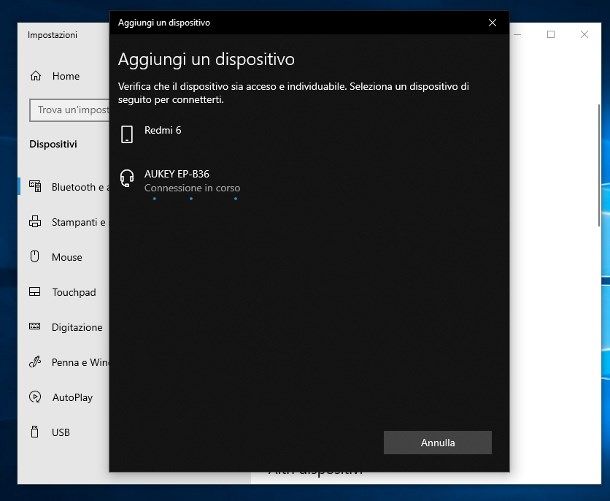 Impostazioni
Home
Trova un'impost
Dispositivi
Bluetooth e a
Stampanti e
Mouse
Touchpad
Digitazione
Penna e Win
AutoPlay
USB
Aggiungi un dispositivo
Aggiungi un dispositivo
Verifica che il dispositivo sia acceso e individuabile. Seleziona un dispositivo di
seguito per connetterti.
Redmi 6
AUKEY EP-B36
Connessione in corso
Annulla
Altri dispositivi